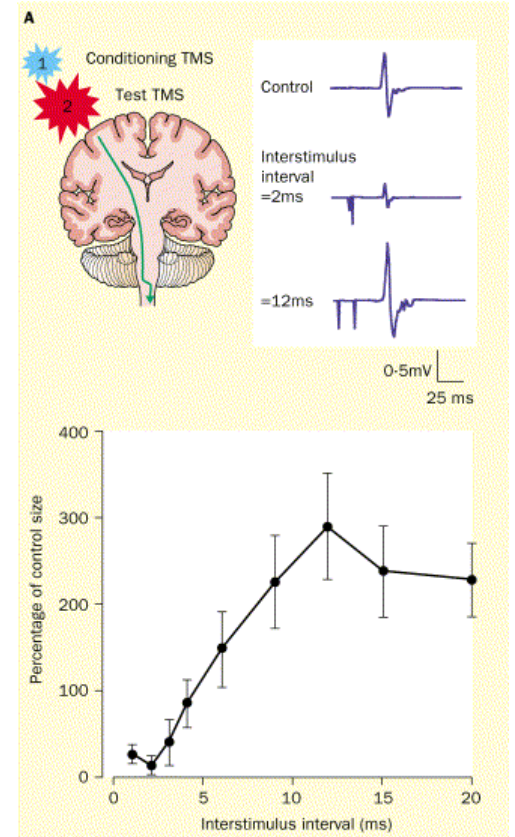 A
1
Conditioning TMS
2
Test TMS
Control
Interstimulus
interval
=2ms
=12ms
0·5mV
25 ms
400
300
200
100
0
Percentage of control size
0
5
10
15
20
Interstimulus interval (ms)